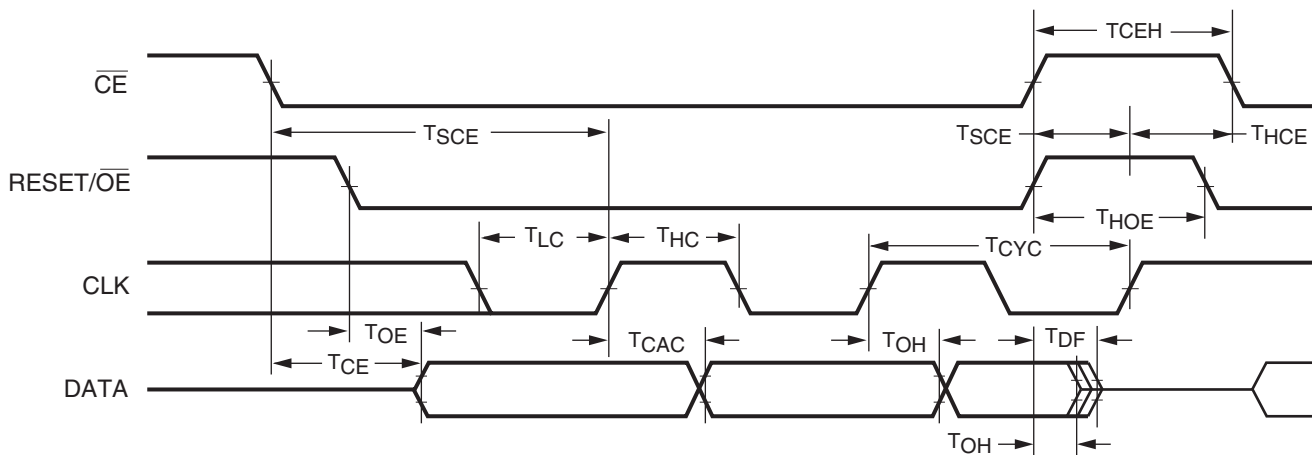 TCEH
CE
TSCE
TSCE
THCE
RESET/OE
TLC
THC
THOE
TCYC
CLK
TOE
TCE
TCAC
TOH
TDF
DATA
TOH